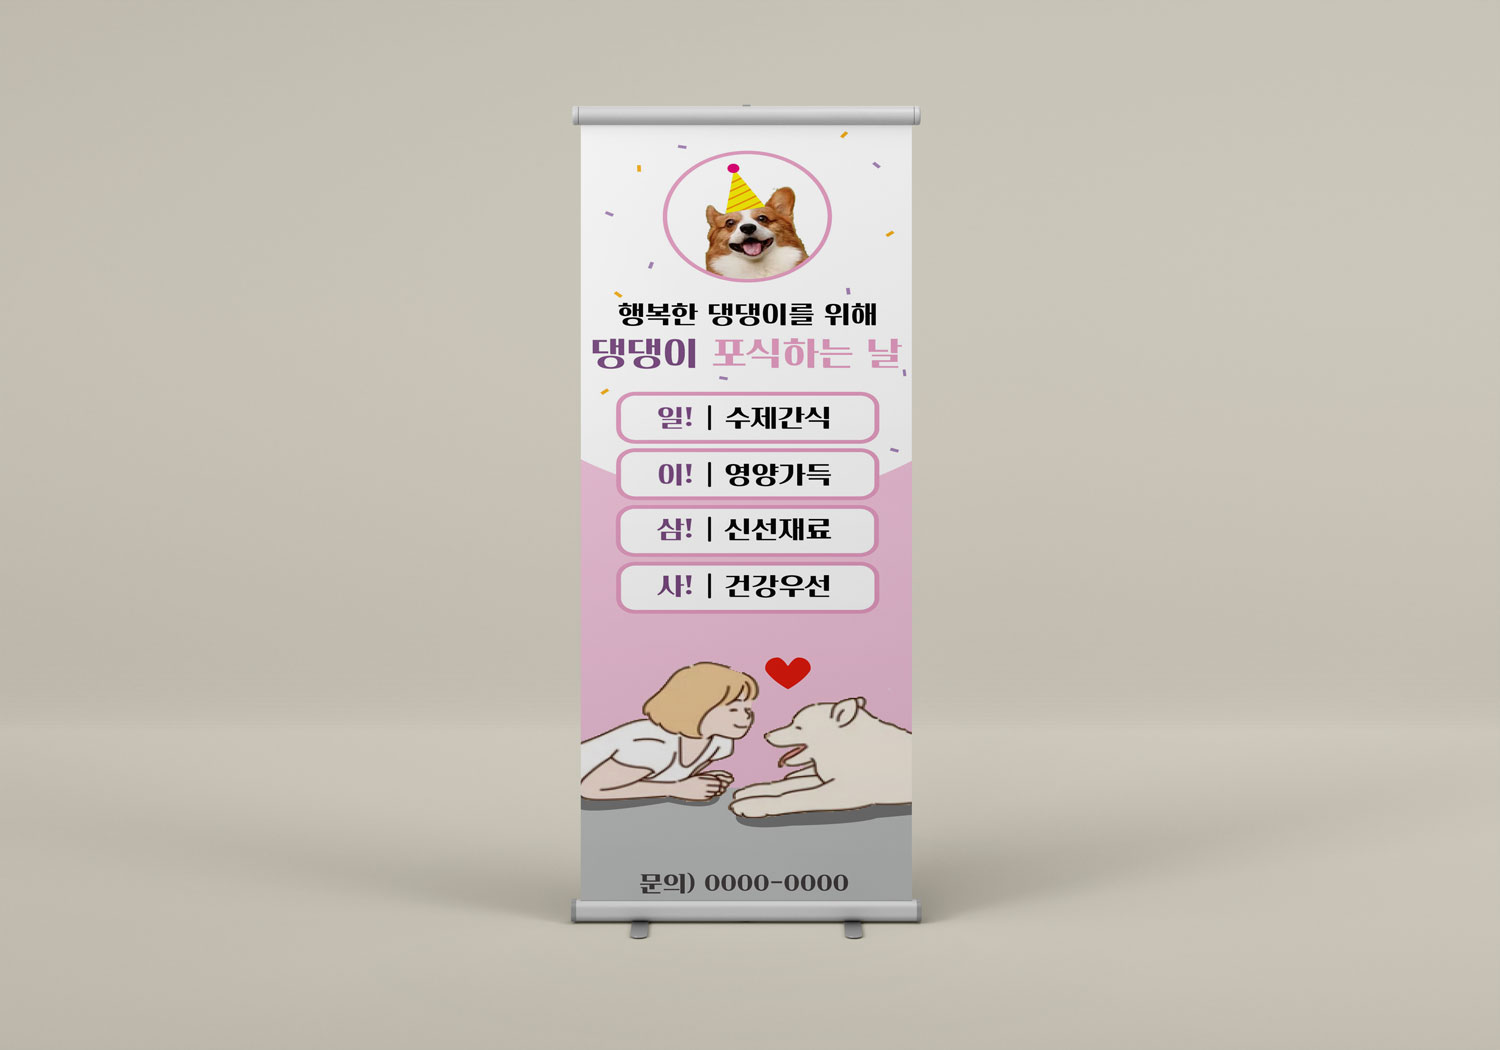 행복한 댕댕이를 위해
댕댕이 포식하는 날
일! | 수제간식
이! | 영양가득
삼! | 신선재료
사! | 건강우선
문의) 0000-0000